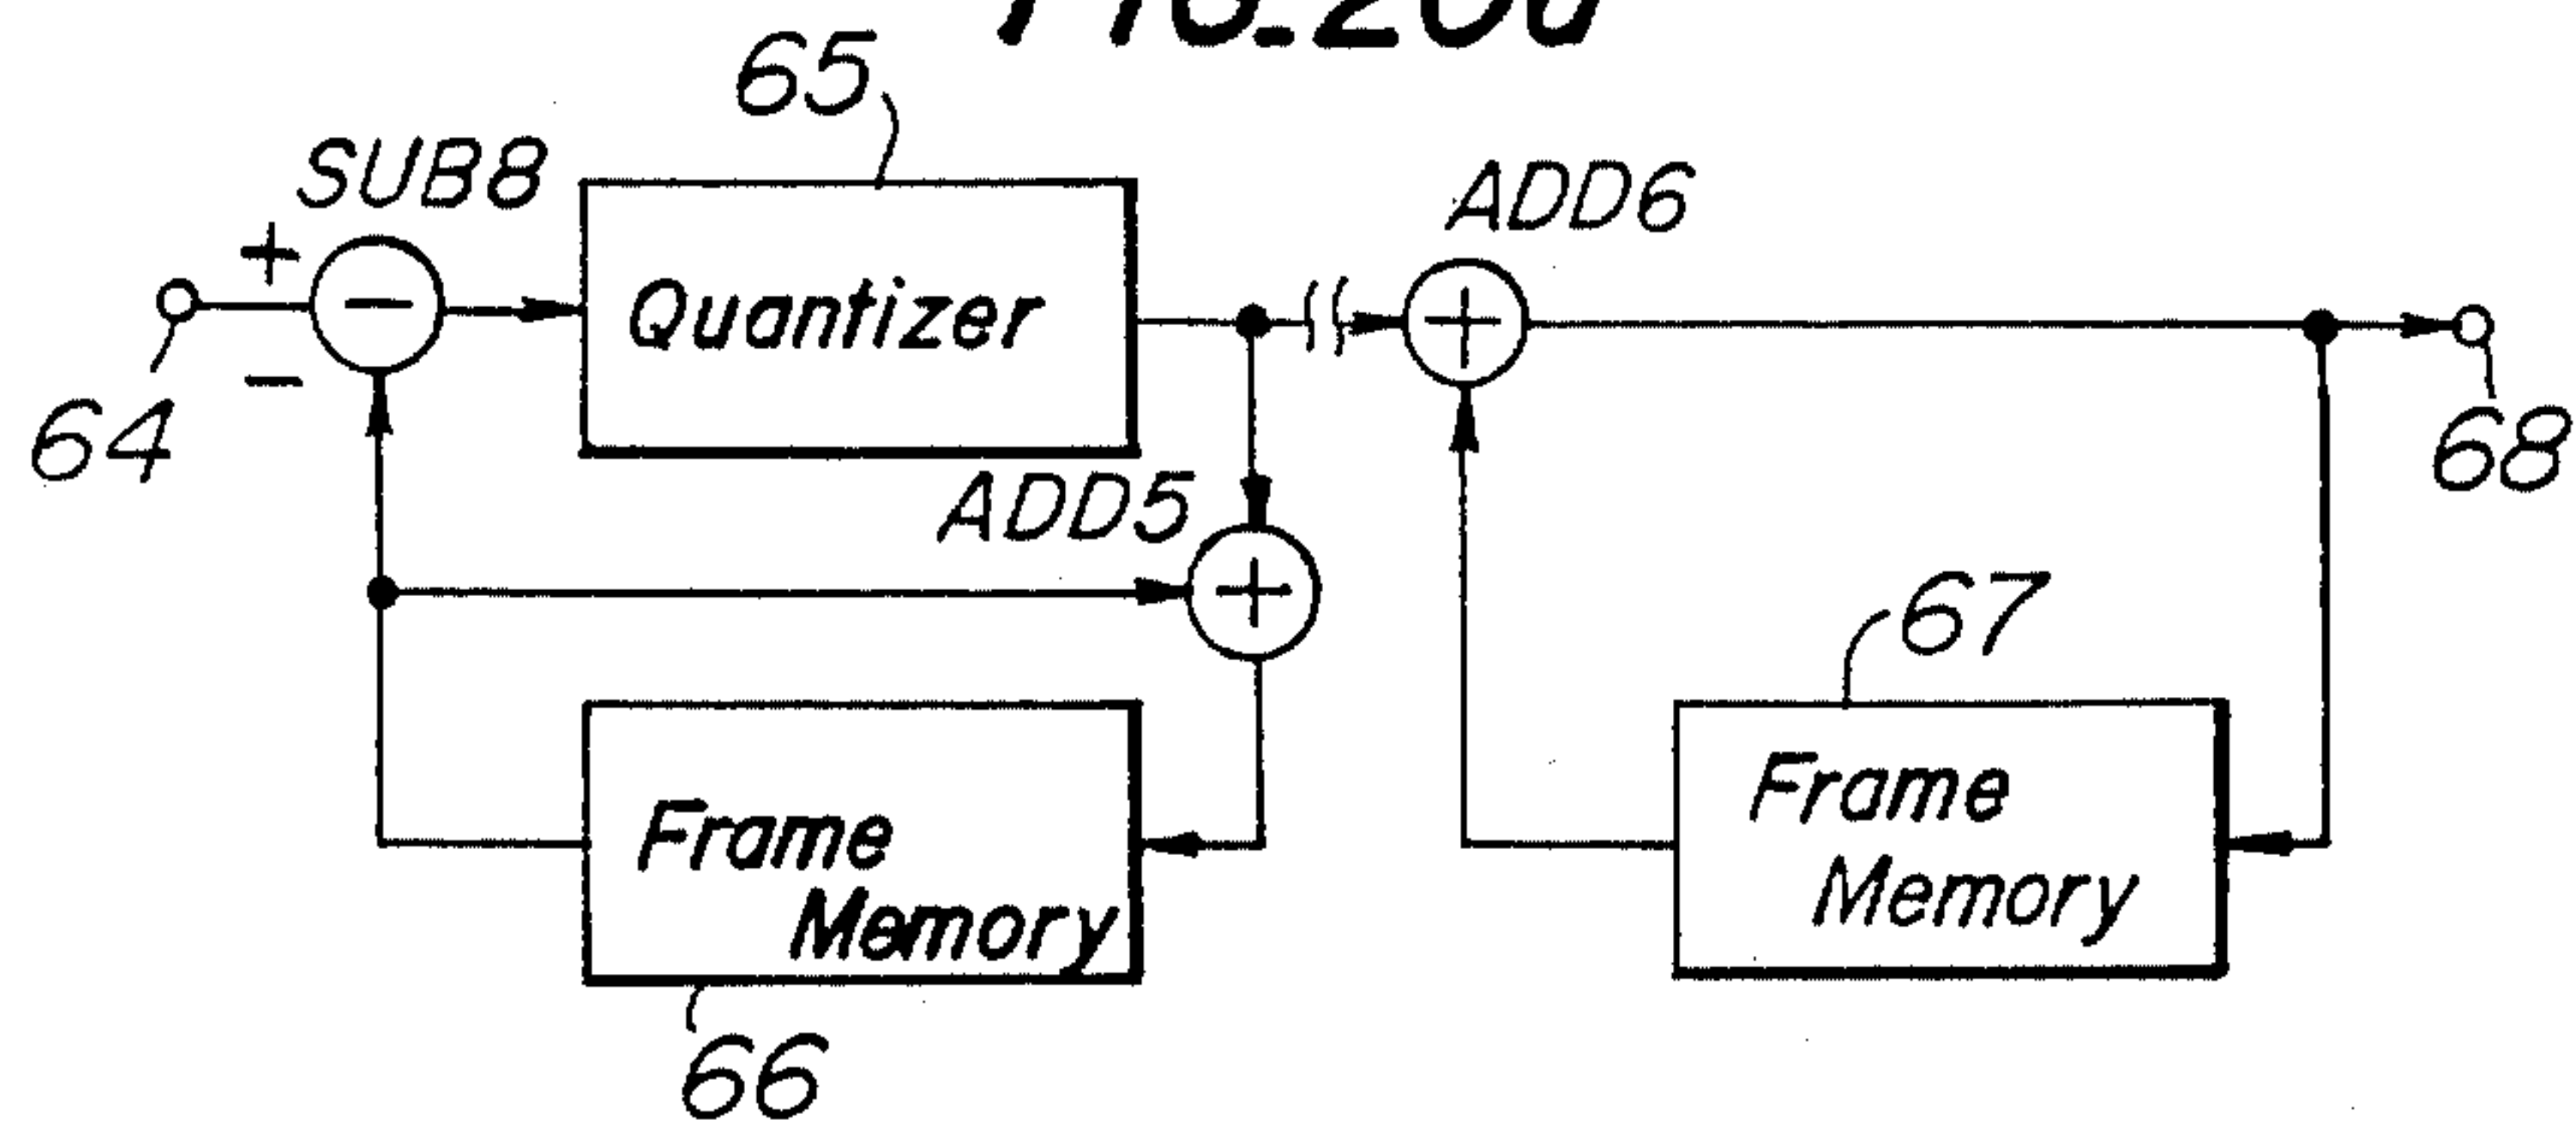 65
SUB8
+
−
Quantizer
ADD6
+
64
−
68
ADD5
+
67
Frame
Memory
Frame
Memory
66